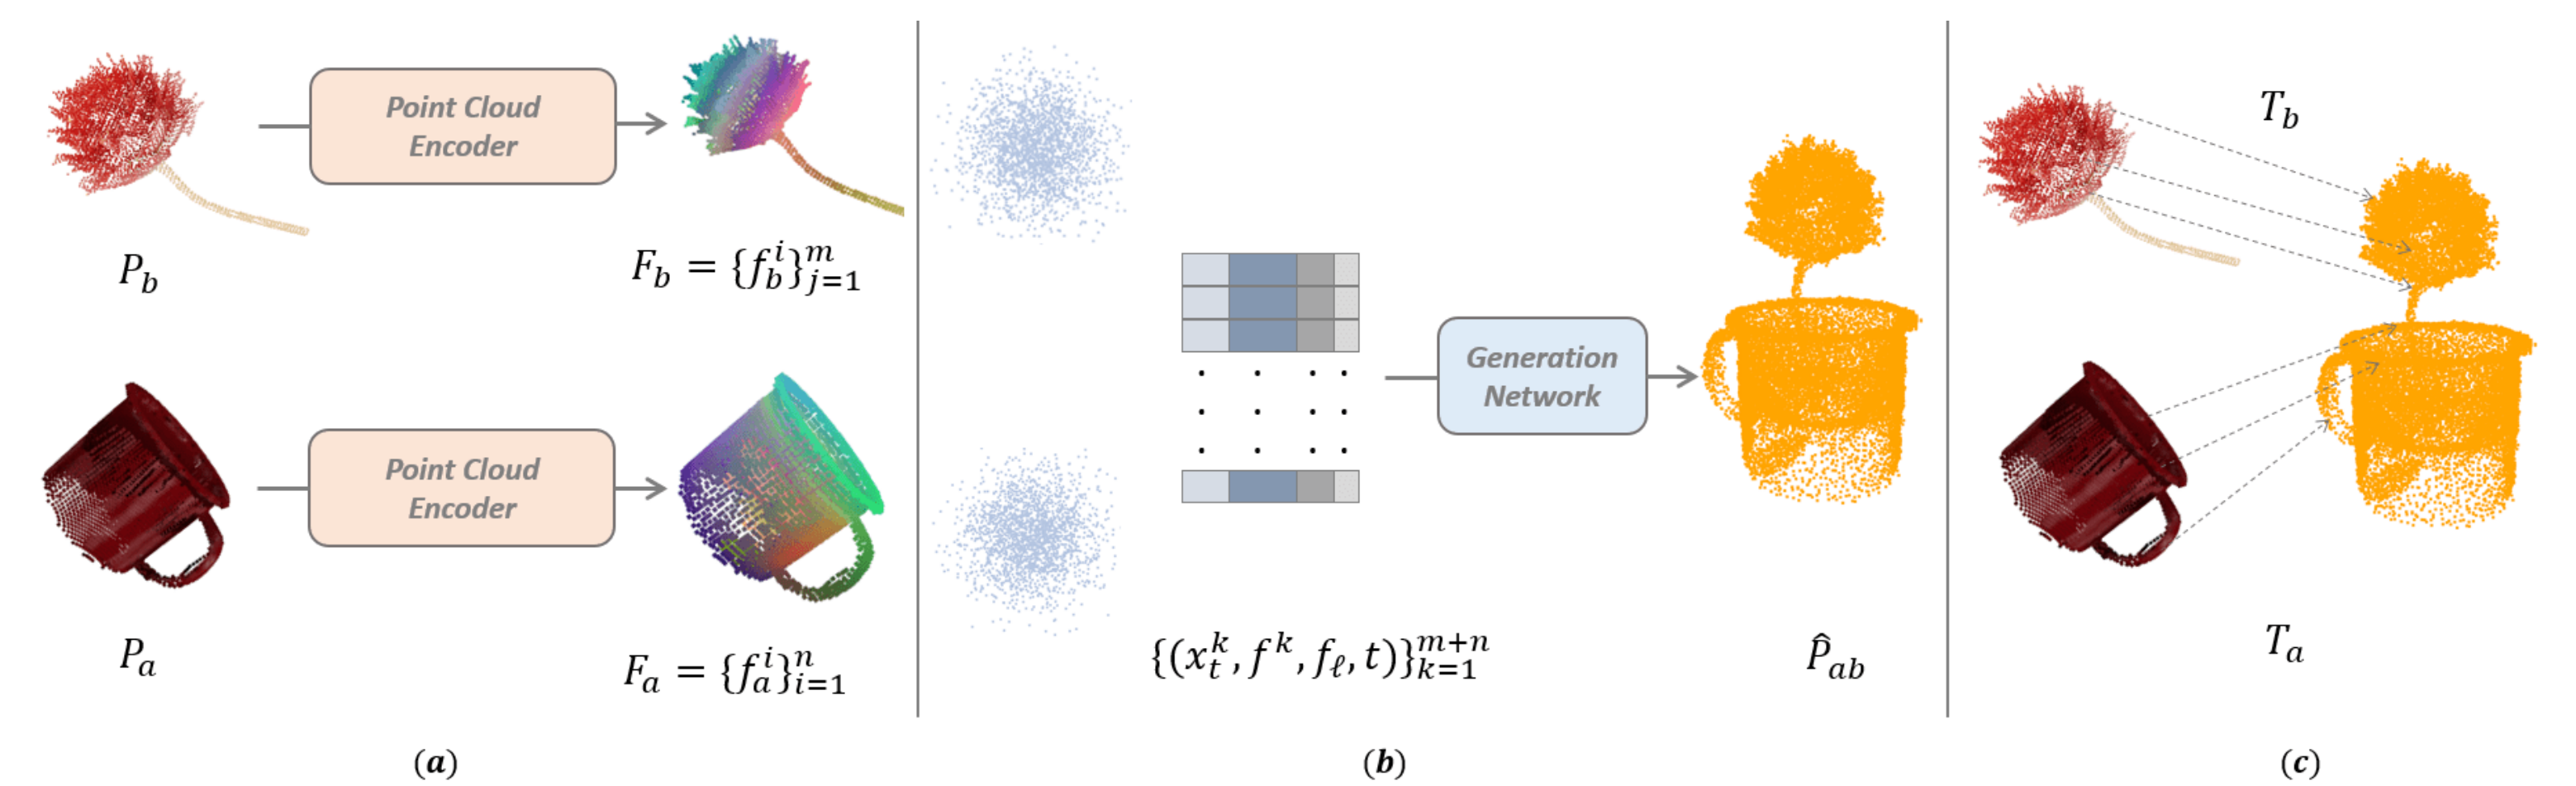 Point Cloud
Encoder
P_b
F_b = {f_b^i}_{j=1}^m
Point Cloud
Encoder
P_a
F_a = {f_a^i}_{i=1}^n
(a)
Generation
Network
{(x_t^k, f^k, f_ℓ, t)}_{k=1}^{m+n}
P̂_{ab}
(b)
T_b
T_a
(c)